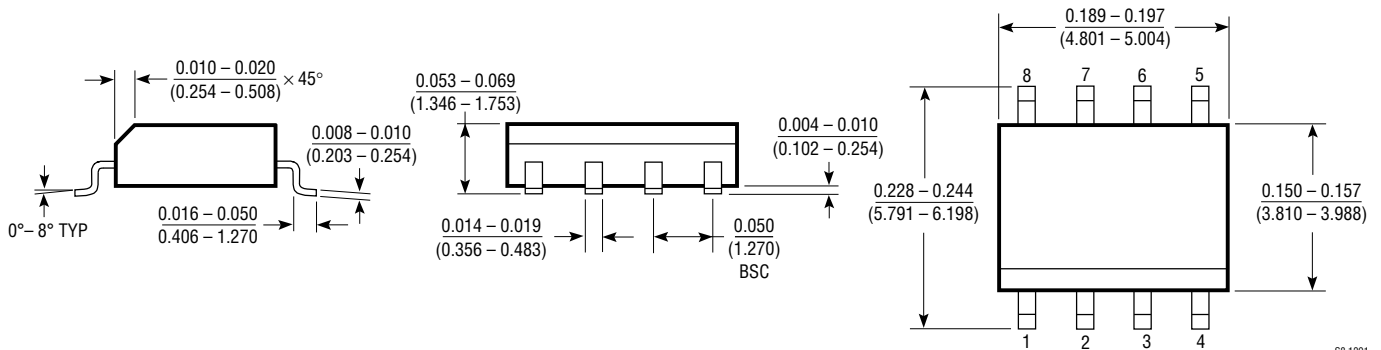 0.010 – 0.020
(0.254 – 0.508)
× 45°
0.008 – 0.010
(0.203 – 0.254)
0.016 – 0.050
0.406 – 1.270
0°– 8° TYP
0.053 – 0.069
(1.346 – 1.753)
0.004 – 0.010
(0.102 – 0.254)
0.014 – 0.019
(0.356 – 0.483)
0.050
(1.270)
BSC
0.189 – 0.197
(4.801 – 5.004)
8 7 6 5
0.228 – 0.244
(5.791 – 6.198)
0.150 – 0.157
(3.810 – 3.988)
1 2 3 4